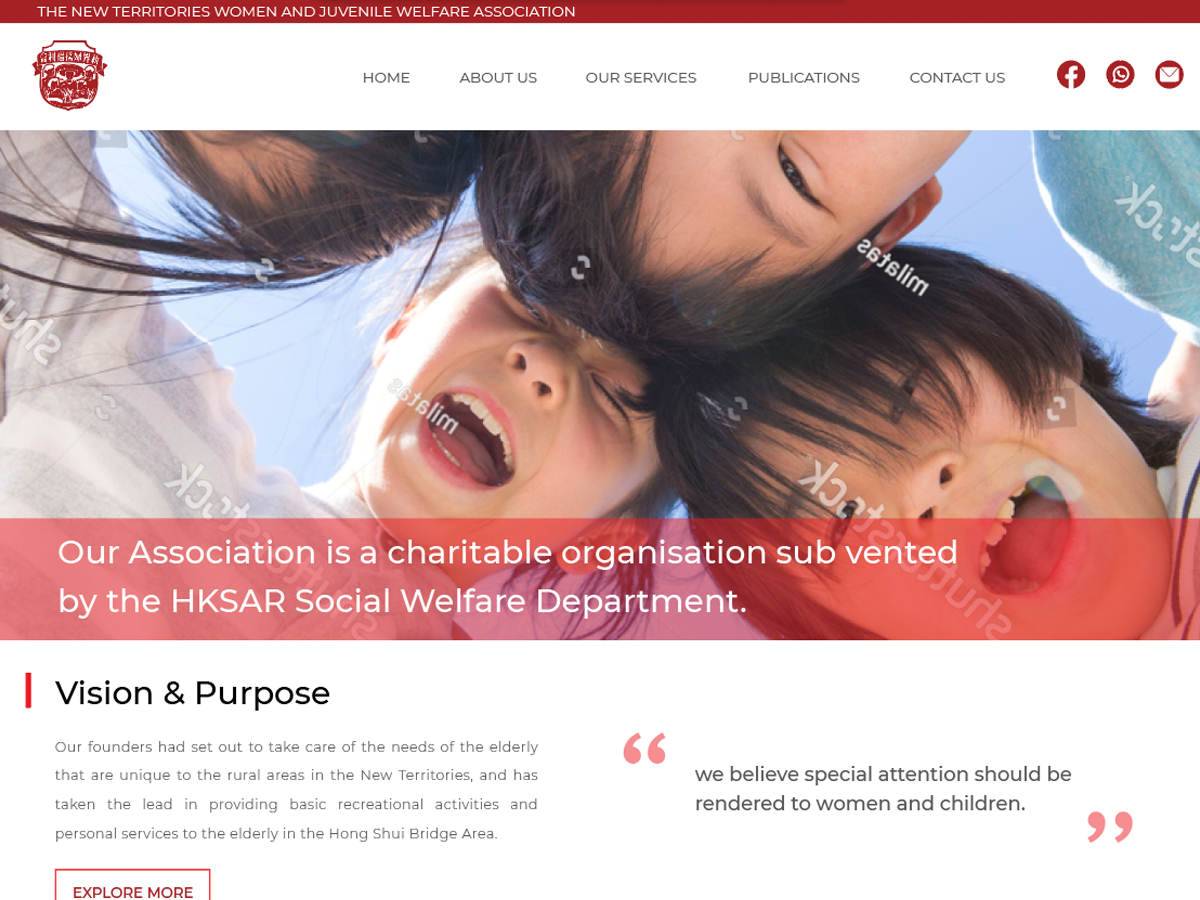 THE NEW TERRITORIES WOMEN AND JUVENILE WELFARE ASSOCIATION
HOME
ABOUT US
OUR SERVICES
PUBLICATIONS
CONTACT US
milatas
milatas
Our Association is a charitable organisation sub vented
by the HKSAR Social Welfare Department.
Vision & Purpose
Our founders had set out to take care of the needs of the elderly
that are unique to the rural areas in the New Territories, and has
taken the lead in providing basic recreational activities and
personal services to the elderly in the Hong Shui Bridge Area.
“
we believe special attention should be
rendered to women and children.
”
EXPLORE MORE